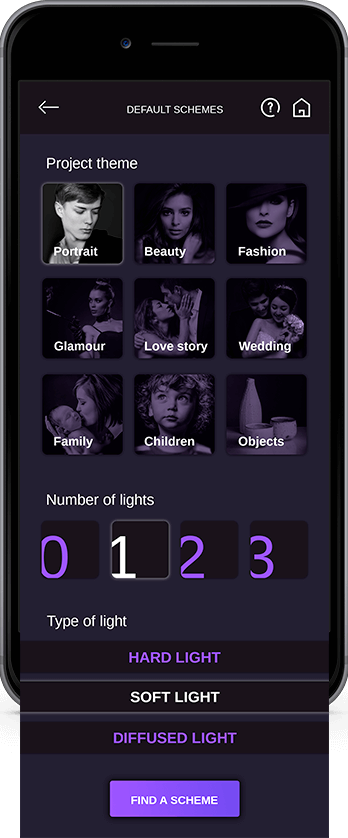 DEFAULT SCHEMES
Project theme
Portrait
Beauty
Fashion
Glamour
Love story
Wedding
Family
Children
Objects
Number of lights
0 1 2 3
Type of light
HARD LIGHT
SOFT LIGHT
DIFFUSED LIGHT
FIND A SCHEME